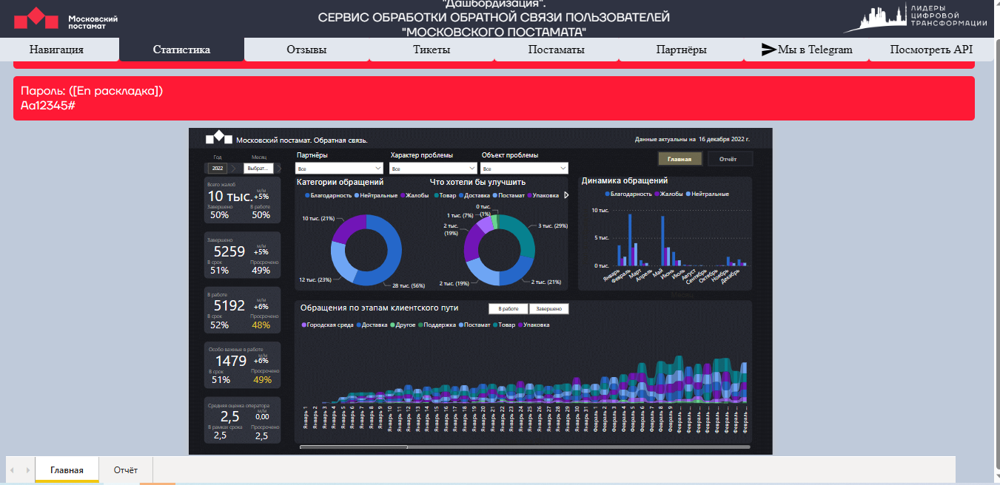 "Дашбордизация".
СЕРВИС ОБРАБОТКИ ОБРАТНОЙ СВЯЗИ ПОЛЬЗОВАТЕЛЕЙ
"МОСКОВСКОГО ПОСТАМАТА"
Московский
постамат
ЛИДЕРЫ
ЦИФРОВОЙ
ТРАНСФОРМАЦИИ
Навигация
Статистика
Отзывы
Тикеты
Постаматы
Партнёры
Мы в Telegram
Посмотреть API
Пароль: ([En раскладка])
Aa12345#
Московский постамат. Обратная связь.
Данные актуальны на 16 декабря 2022 г.
Год
Месяц
2022
Выбрат...
Партнёры
Все
Характер проблемы
Все
Объект проблемы
Все
Главная
Отчёт
Всего жалоб
10 тыс.
м/м
+5%
Завершено
В работе
50%
50%
Завершено
5259
м/м
+5%
В срок
Просрочено
51%
49%
В работе
5192
м/м
+6%
В срок
Просрочено
52%
48%
Особо важные в работе
1479
м/м
+6%
В срок
Просрочено
51%
49%
Средняя оценка оператора
2,5
м/м
0,00
В рамках срока
Просрочено
2,5
2,5
Категории обращений
Благодарность Нейтральные Жалобы
10 тыс. (21%)
12 тыс. (23%)
28 тыс. (56%)
Что хотели бы улучшить
Товар Доставка Постамат Упаковка
0 тыс.
(1%)
1 тыс. (7%)
2 тыс.
(19%)
3 тыс. (29%)
2 тыс. (19%)
2 тыс. (21%)
Динамика обращений
Благодарность Жалобы Нейтральные
10 тыс.
5 тыс.
0 тыс.
Январь
Февраль
Март
Апрель
Май
Июнь
Июль
Август
Сентябрь
Октябрь
Ноябрь
Декабрь
Месяц
Обращения по этапам клиентского пути
В работе
Завершено
Городская среда Доставка Другое Поддержка Постамат Товар Упаковка
Январь 1
Январь 2
Январь 3
Январь 4
Январь 5
Январь 6
Январь 7
Январь 8
Январь 9
Январь 10
Январь 11
Январь 12
Январь 13
Январь 14
Январь 15
Январь 16
Январь 17
Январь 18
Январь 19
Январь 20
Январь 21
Январь 22
Январь 23
Январь 24
Январь 25
Январь 26
Январь 27
Январь 28
Январь 29
Январь 30
Январь 31
Февраль 1
Февраль 2
Февраль 3
Февраль 4
Февраль 5
Февраль 6
Февраль 7
Февраль 8
Февраль 9
Февраль ...
Февраль ...
Февраль ...
Февраль ...
Февраль ...
Февраль ...
Февраль ...
Февраль ...
Главная
Отчёт